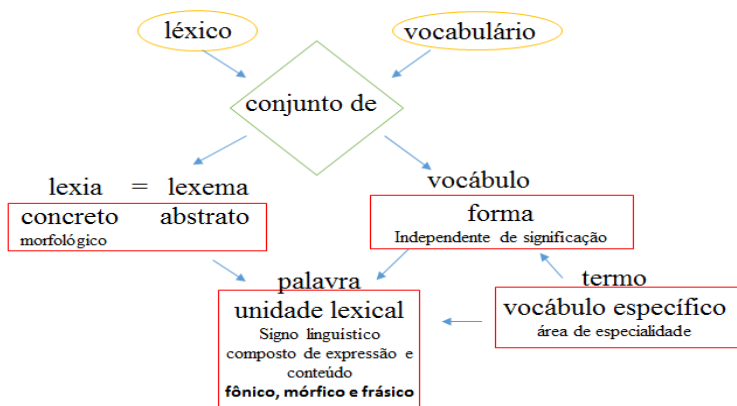 léxico
vocabulário
conjunto de
lexia = lexema
concreto abstrato
morfológico
vocábulo
forma
Independente de significação
palavra
unidade lexical
Signo linguístico
composto de expressão e
conteúdo
fônico, mórfico e frásico
termo
vocábulo específico
área de especialidade